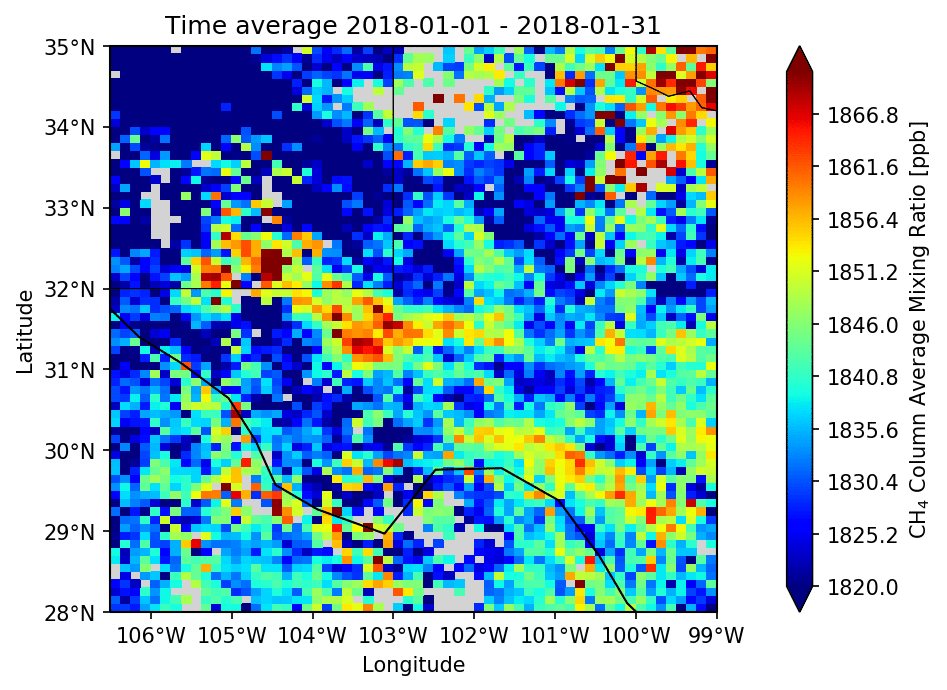 Time average 2018-01-01 - 2018-01-31
35°N
34°N
33°N
32°N
31°N
30°N
29°N
28°N
Latitude
106°W 105°W 104°W 103°W 102°W 101°W 100°W 99°W
Longitude
1866.8
1861.6
1856.4
1851.2
1846.0
1840.8
1835.6
1830.4
1825.2
1820.0
CH₄ Column Average Mixing Ratio [ppb]